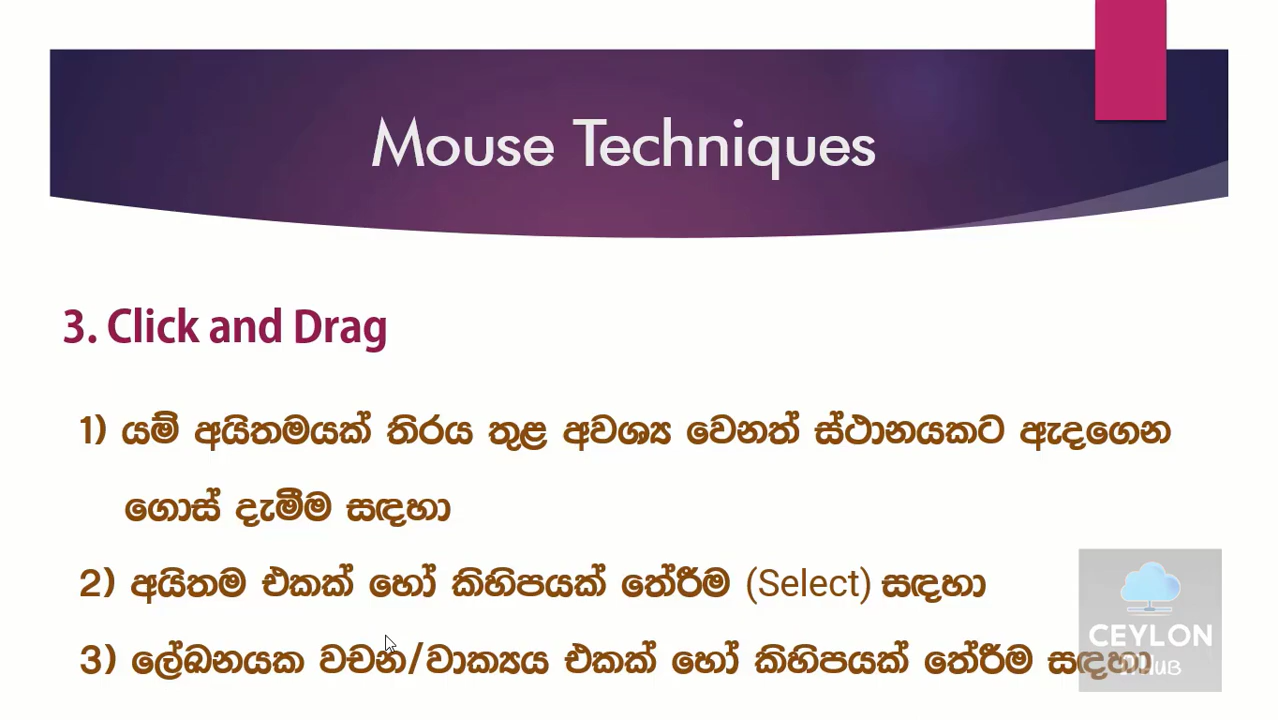 Mouse Techniques
3. Click and Drag
1) යම් අයිතමයක් තිරය තුළ අවශ්‍ය වෙනත් ස්ථානයකට ඇදගෙන
ගොස් දැමීම සඳහා
2) අයිතම එකක් හෝ කිහිපයක් තේරීම (Select) සඳහා
3) ලේඛනයක වචන/වාක්‍යය එකක් හෝ කිහිපයක් තේරීම සඳහා
CEYLON